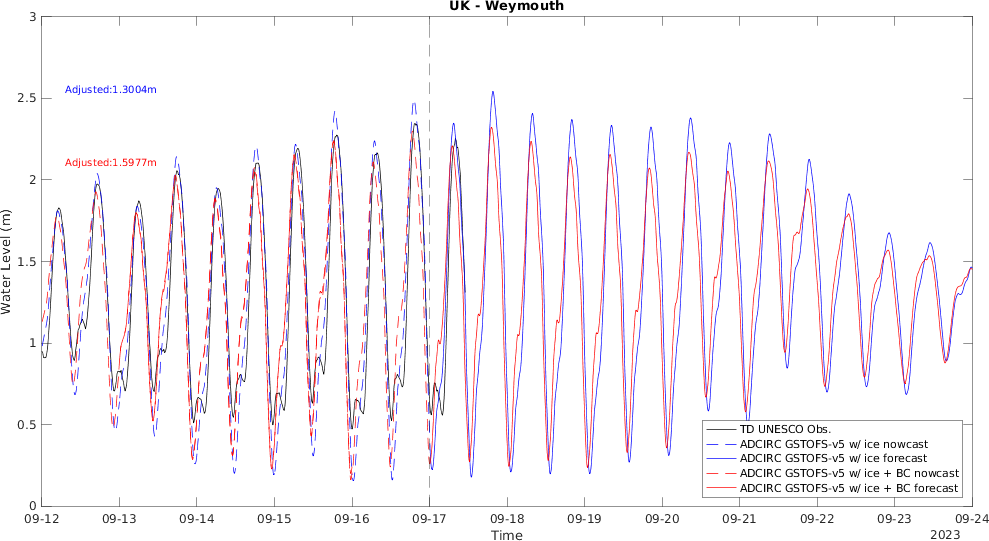 UK - Weymouth
3
2.5
2
1.5
1
0.5
0
Water Level (m)
Adjusted:1.3004m
Adjusted:1.5977m
TD UNESCO Obs.
ADCIRC GSTOFS-v5 w/ ice nowcast
ADCIRC GSTOFS-v5 w/ ice forecast
ADCIRC GSTOFS-v5 w/ ice + BC nowcast
ADCIRC GSTOFS-v5 w/ ice + BC forecast
09-12 09-13 09-14 09-15 09-16 09-17 09-18 09-19 09-20 09-21 09-22 09-23 09-24
Time
2023